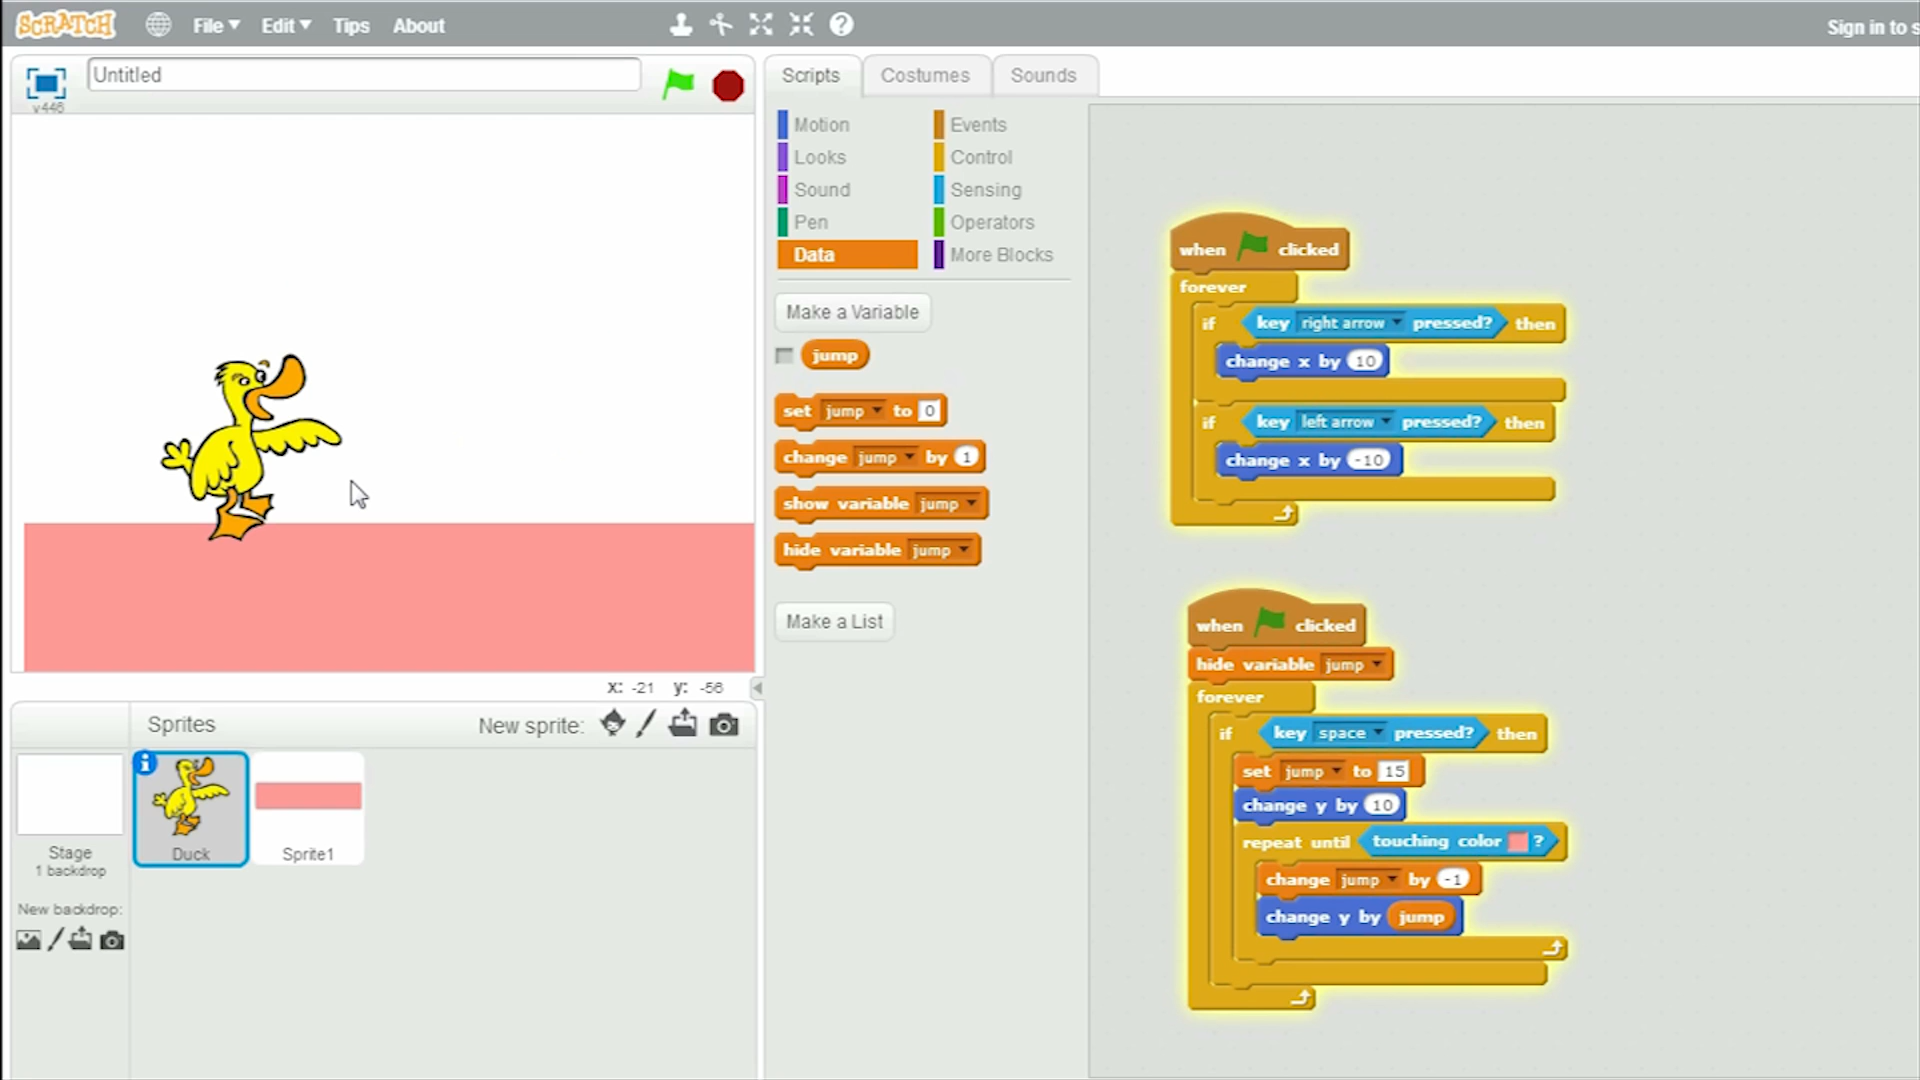 SCRATCH File Edit Tips About
Untitled
v446
x: -21 y: -56
Sprites New sprite:
Stage
1 backdrop
New backdrop:
Duck
Sprite1
Scripts Costumes Sounds
Motion Events
Looks Control
Sound Sensing
Pen Operators
Data More Blocks
Make a Variable
jump
set jump to 0
change jump by 1
show variable jump
hide variable jump
Make a List
when clicked
forever
if key right arrow pressed? then
change x by 10
if key left arrow pressed? then
change x by -10
when clicked
hide variable jump
forever
if key space pressed? then
set jump to 15
change y by 10
repeat until touching color ?
change jump by -1
change y by jump
Sign in to s